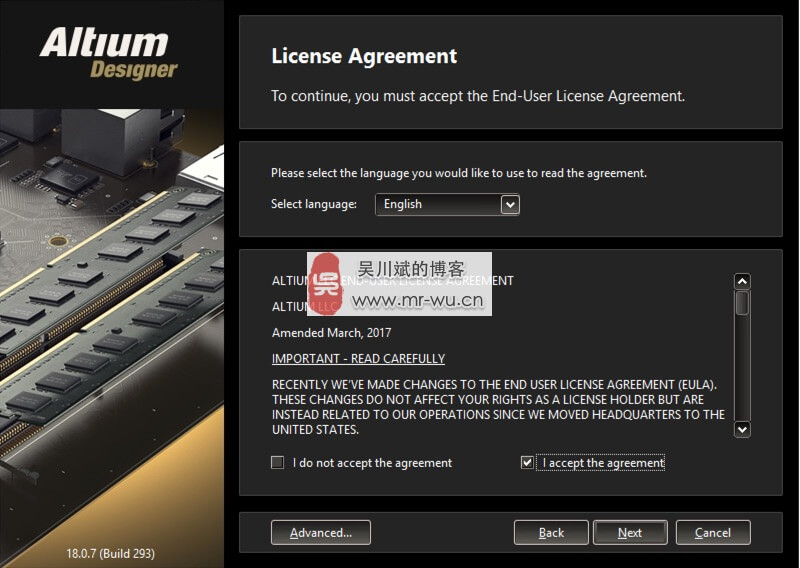 Altium
Designer
License Agreement
To continue, you must accept the End-User License Agreement.
Please select the language you would like to use to read the agreement.
Select language:
English
ALTIUM END-USER LICENSE AGREEMENT
ALTIUM LLC
吴川斌的博客
吴
www.mr-wu.cn
Amended March, 2017
IMPORTANT - READ CAREFULLY
RECENTLY WE'VE MADE CHANGES TO THE END USER LICENSE AGREEMENT (EULA).
THESE CHANGES DO NOT AFFECT YOUR RIGHTS AS A LICENSE HOLDER BUT ARE
INSTEAD RELATED TO OUR OPERATIONS SINCE WE MOVED HEADQUARTERS TO THE
UNITED STATES.
I do not accept the agreement
I accept the agreement
18.0.7 (Build 293)
Advanced...
Back
Next
Cancel